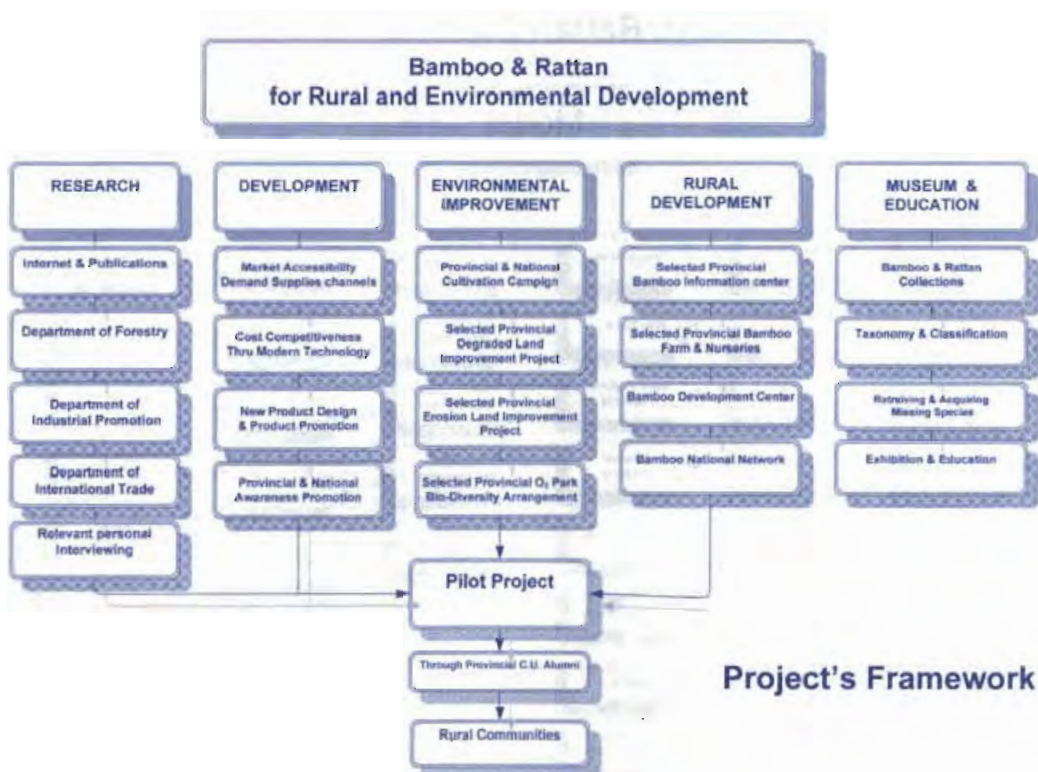 Bamboo & Rattan
for Rural and Environmental Development
RESEARCH
Internet & Publications
Department of Forestry
Department of
Industrial Promotion
Department of
International Trade
Relevant personal
Interviewing
DEVELOPMENT
Market Accessibility
Demand Supplies channels
Cost Competitiveness
Thru Modern Technology
New Product Design
& Product Promotion
Provincial & National
Awareness Promotion
ENVIRONMENTAL
IMPROVEMENT
Provincial & National
Cultivation Campign
Selected Provincial
Degraded Land
Improvement Project
Selected Provincial
Erosion Land Improvement
Project
Selected Provincial O₂ Park
Bio-Diversity Arrangement
RURAL
DEVELOPMENT
Selected Provincial
Bamboo Information center
Selected Provincial Bamboo
Farm & Nurseries
Bamboo Development Center
Bamboo National Network
MUSEUM &
EDUCATION
Bamboo & Rattan
Collections
Taxonomy & Classification
Retreiving & Acquiring
Missing Species
Exhibition & Education
Pilot Project
Through Provincial C.U. Alumni
Rural Communities
Project's Framework